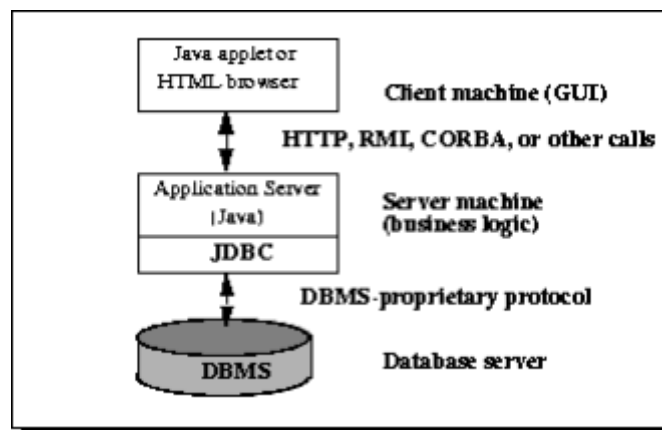 Java applet or
HTML browser
Client machine (GUI)
HTTP, RMI, CORBA, or other calls
Application Server
(Java)
JDBC
Server machine
(business logic)
DBMS-proprietary protocol
DBMS
Database server